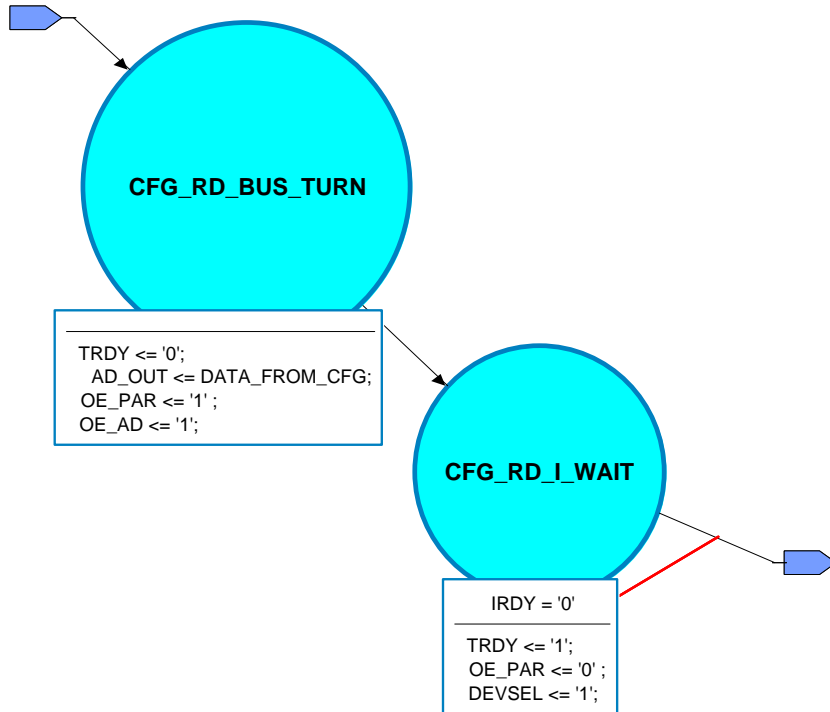 CFG_RD_BUS_TURN
TRDY <= '0';
AD_OUT <= DATA_FROM_CFG;
OE_PAR <= '1' ;
OE_AD <= '1';
CFG_RD_I_WAIT
IRDY = '0'
TRDY <= '1';
OE_PAR <= '0' ;
DEVSEL <= '1';